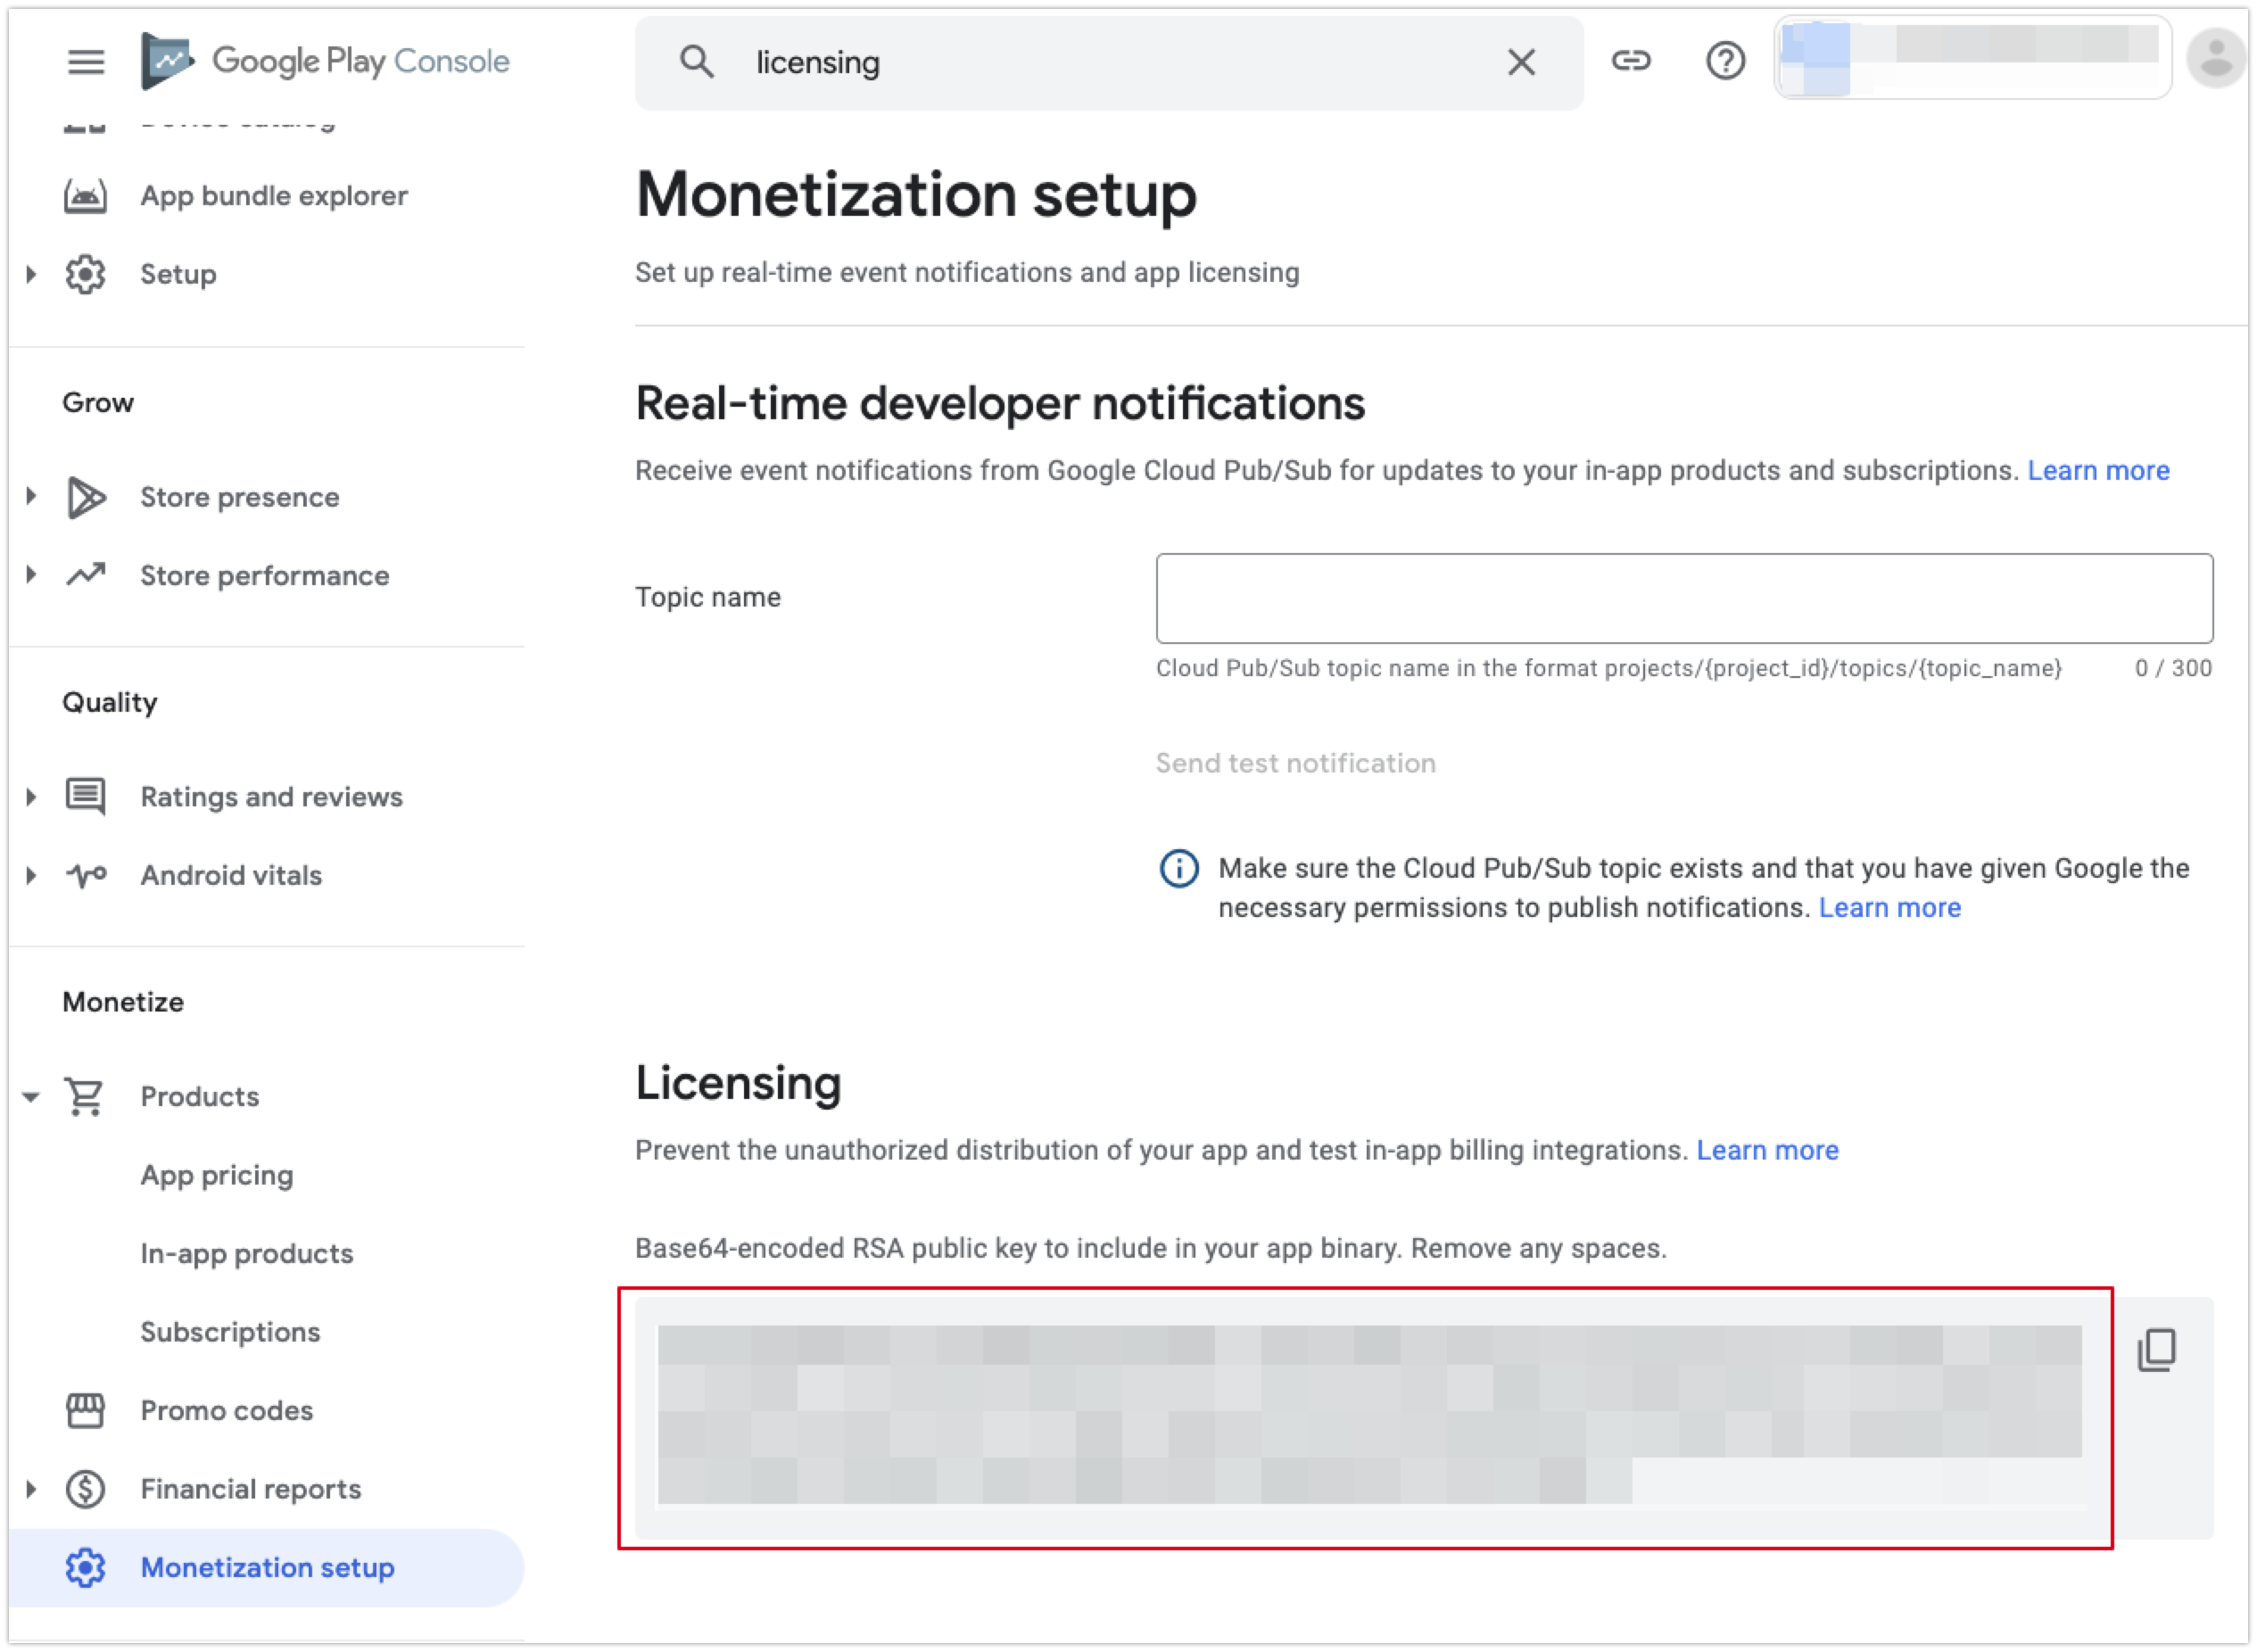 Google Play Console
licensing
App bundle explorer
Setup
Grow
Store presence
Store performance
Quality
Ratings and reviews
Android vitals
Monetize
Products
App pricing
In-app products
Subscriptions
Promo codes
Financial reports
Monetization setup
Monetization setup
Set up real-time event notifications and app licensing
Real-time developer notifications
Receive event notifications from Google Cloud Pub/Sub for updates to your in-app products and subscriptions. Learn more
Topic name
Cloud Pub/Sub topic name in the format projects/{project_id}/topics/{topic_name} 0 / 300
Send test notification
Make sure the Cloud Pub/Sub topic exists and that you have given Google the
necessary permissions to publish notifications. Learn more
Licensing
Prevent the unauthorized distribution of your app and test in-app billing integrations. Learn more
Base64-encoded RSA public key to include in your app binary. Remove any spaces.